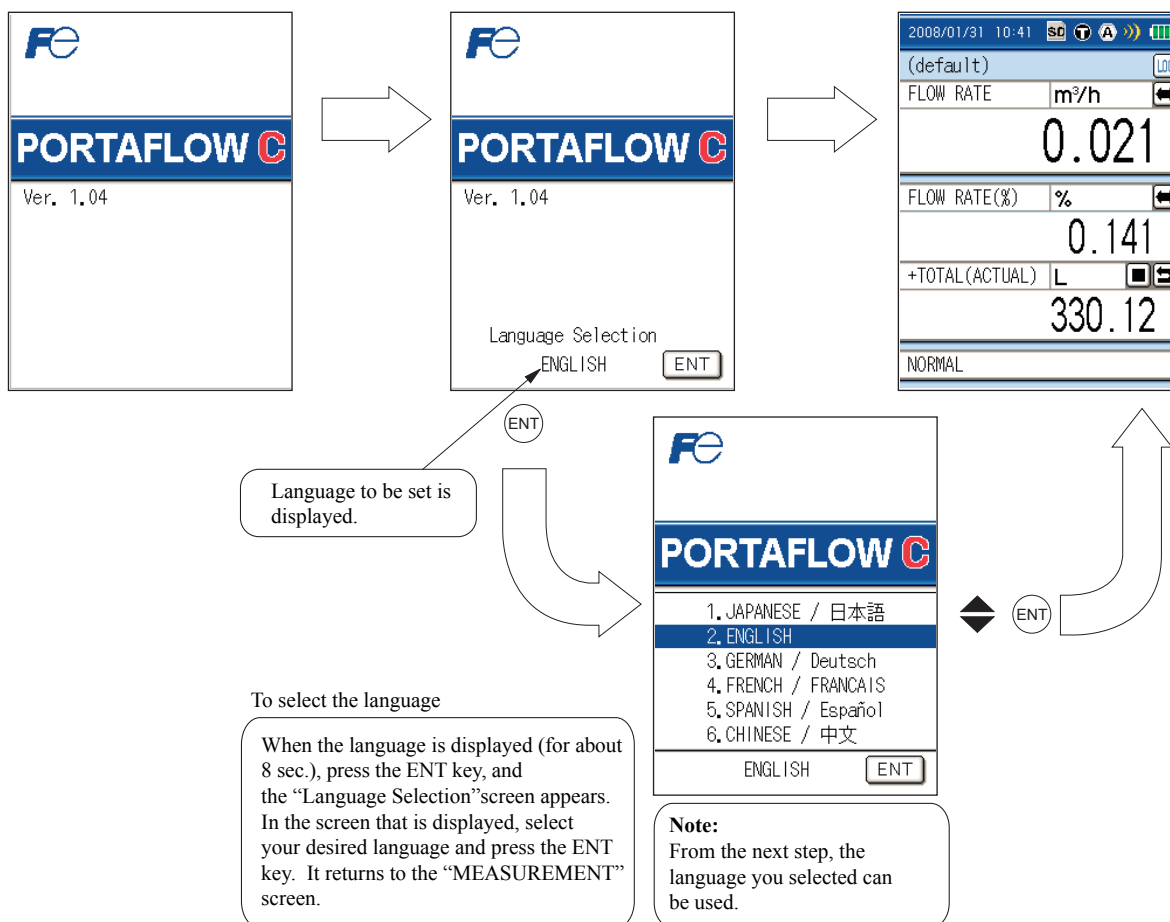 Fe
PORTAFLOW C
Ver. 1.04
Fe
PORTAFLOW C
Ver. 1.04
Language Selection
ENGLISH ENT
2008/01/31 10:41 SD T A
(default)
FLOW RATE m³/h
0.021
FLOW RATE(%) %
0.141
+TOTAL(ACTUAL) L
330.12
NORMAL
ENT
Language to be set is
displayed.
Fe
PORTAFLOW C
1.JAPANESE / 日本語
2.ENGLISH
3.GERMAN / Deutsch
4.FRENCH / FRANCAIS
5.SPANISH / Español
6.CHINESE / 中文
ENGLISH ENT
ENT
To select the language
When the language is displayed (for about
8 sec.), press the ENT key, and
the “Language Selection”screen appears.
In the screen that is displayed, select
your desired language and press the ENT
key. It returns to the “MEASUREMENT”
screen.
Note:
From the next step, the
language you selected can
be used.